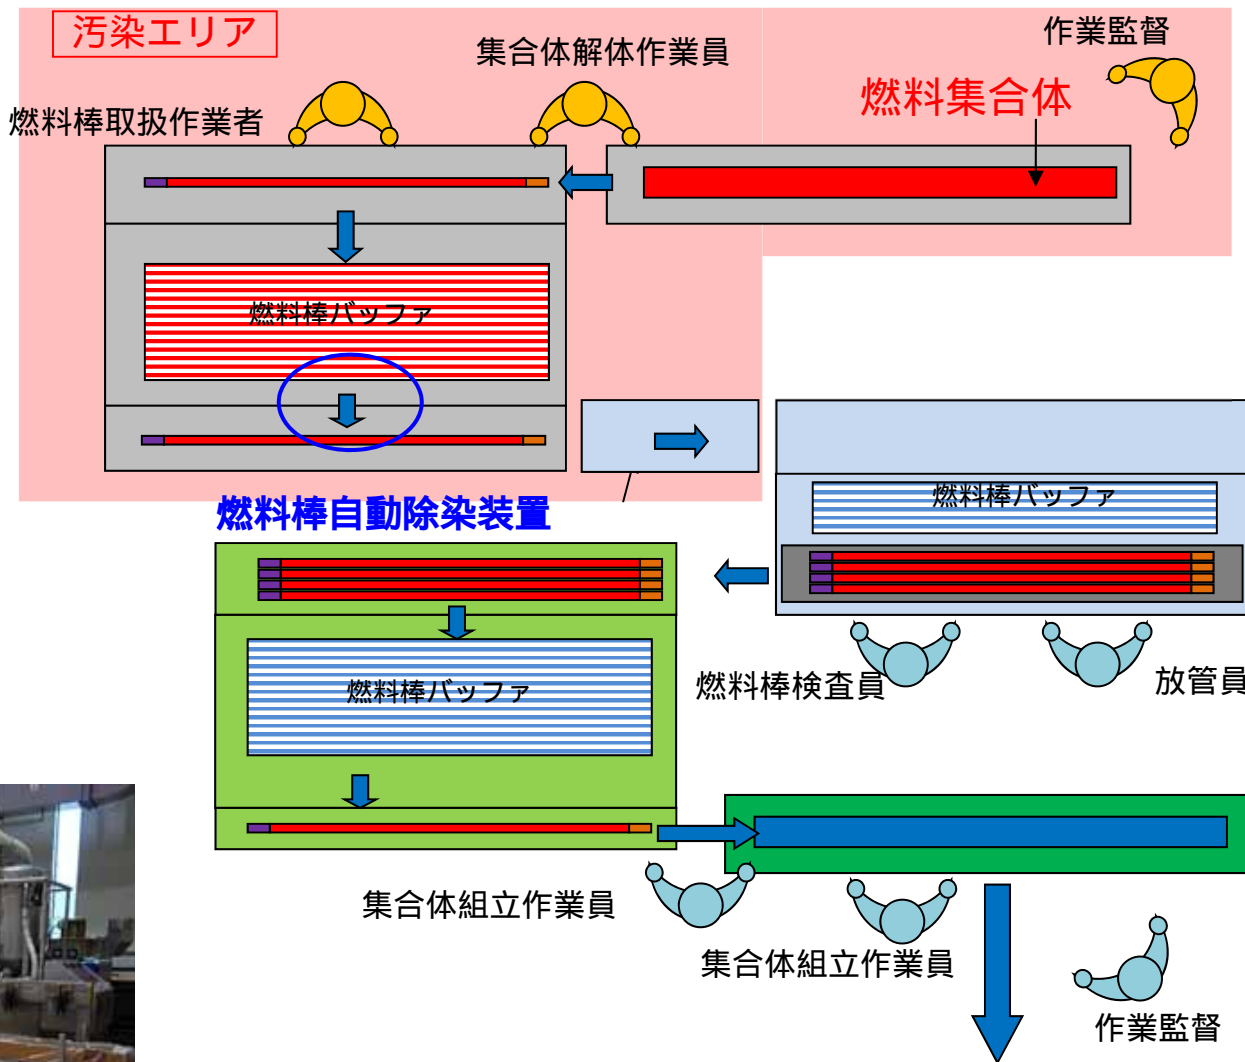 汚染エリア
集合体解体作業員
作業監督
燃料集合体
燃料棒取扱作業者
燃料棒バッファ
燃料棒自動除染装置
燃料棒バッファ
燃料棒バッファ
燃料棒検査員
放管員
集合体組立作業員
集合体組立作業員
作業監督